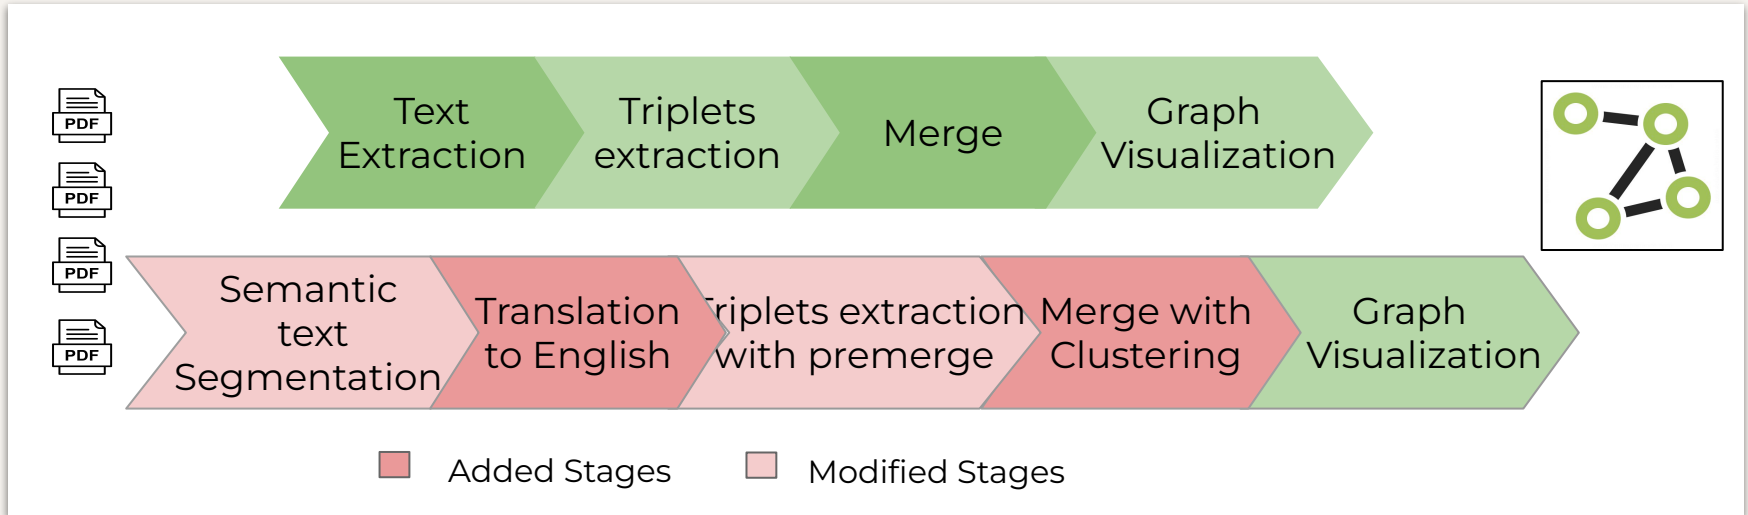 PDF
PDF
PDF
PDF
Text
Extraction
Triplets
extraction
Merge
Graph
Visualization
Semantic
text
Segmentation
Translation
to English
Triplets extraction
with premerge
Merge with
Clustering
Graph
Visualization
Added Stages
Modified Stages